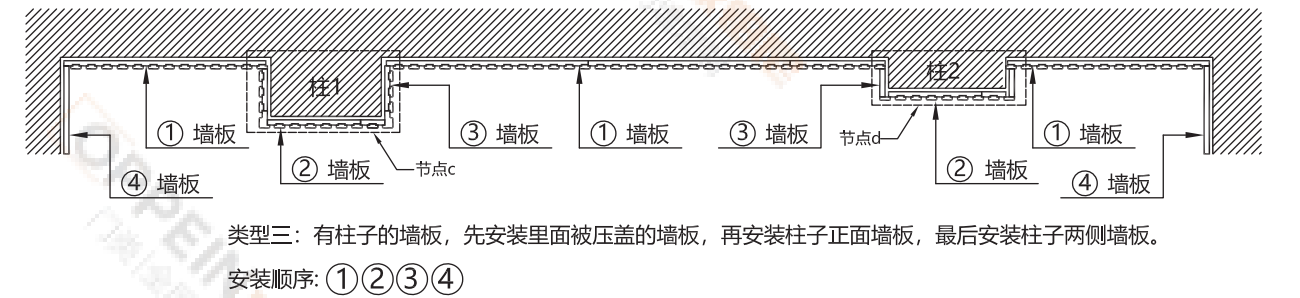 柱1
柱2
① 墙板
③ 墙板
① 墙板
③ 墙板
节点d
① 墙板
② 墙板
节点c
② 墙板
④ 墙板
④ 墙板
类型三：有柱子的墙板，先安装里面被压盖的墙板，再安装柱子正面墙板，最后安装柱子两侧墙板。
安装顺序: ①②③④
OPPEIN